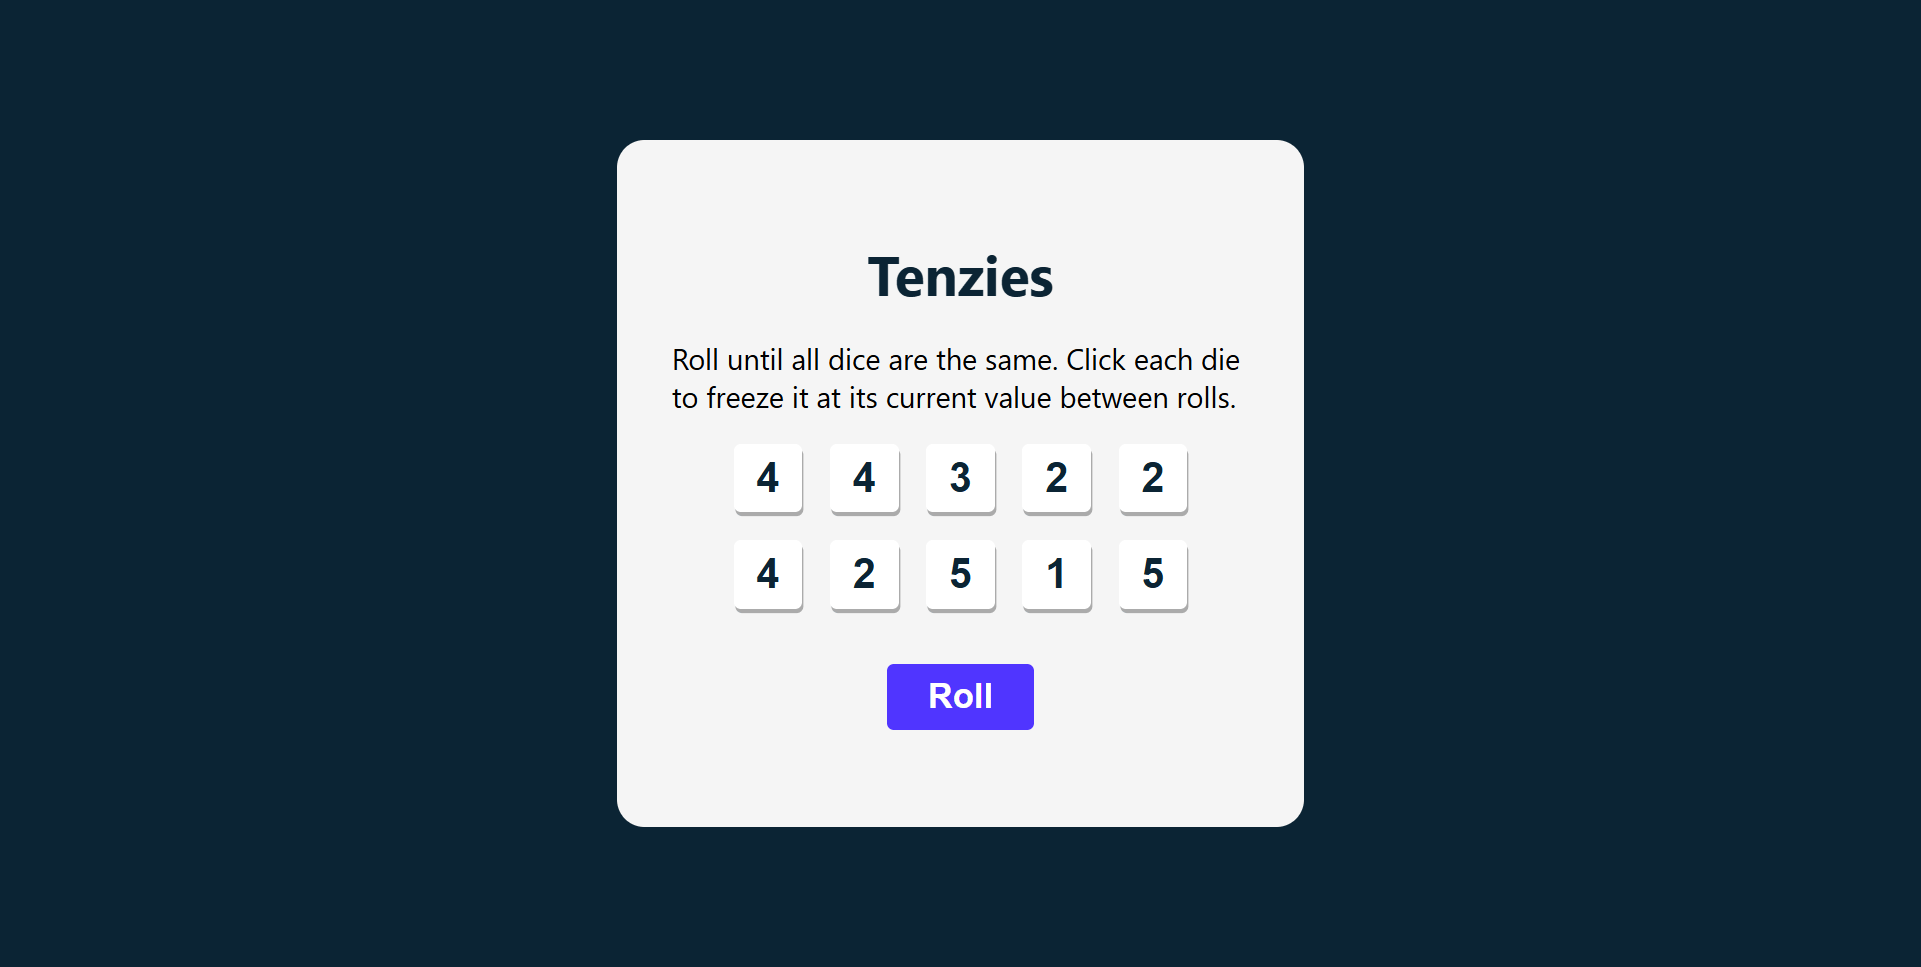 Tenzies
Roll until all dice are the same. Click each die
to freeze it at its current value between rolls.
4 4 3 2 2
4 2 5 1 5
Roll